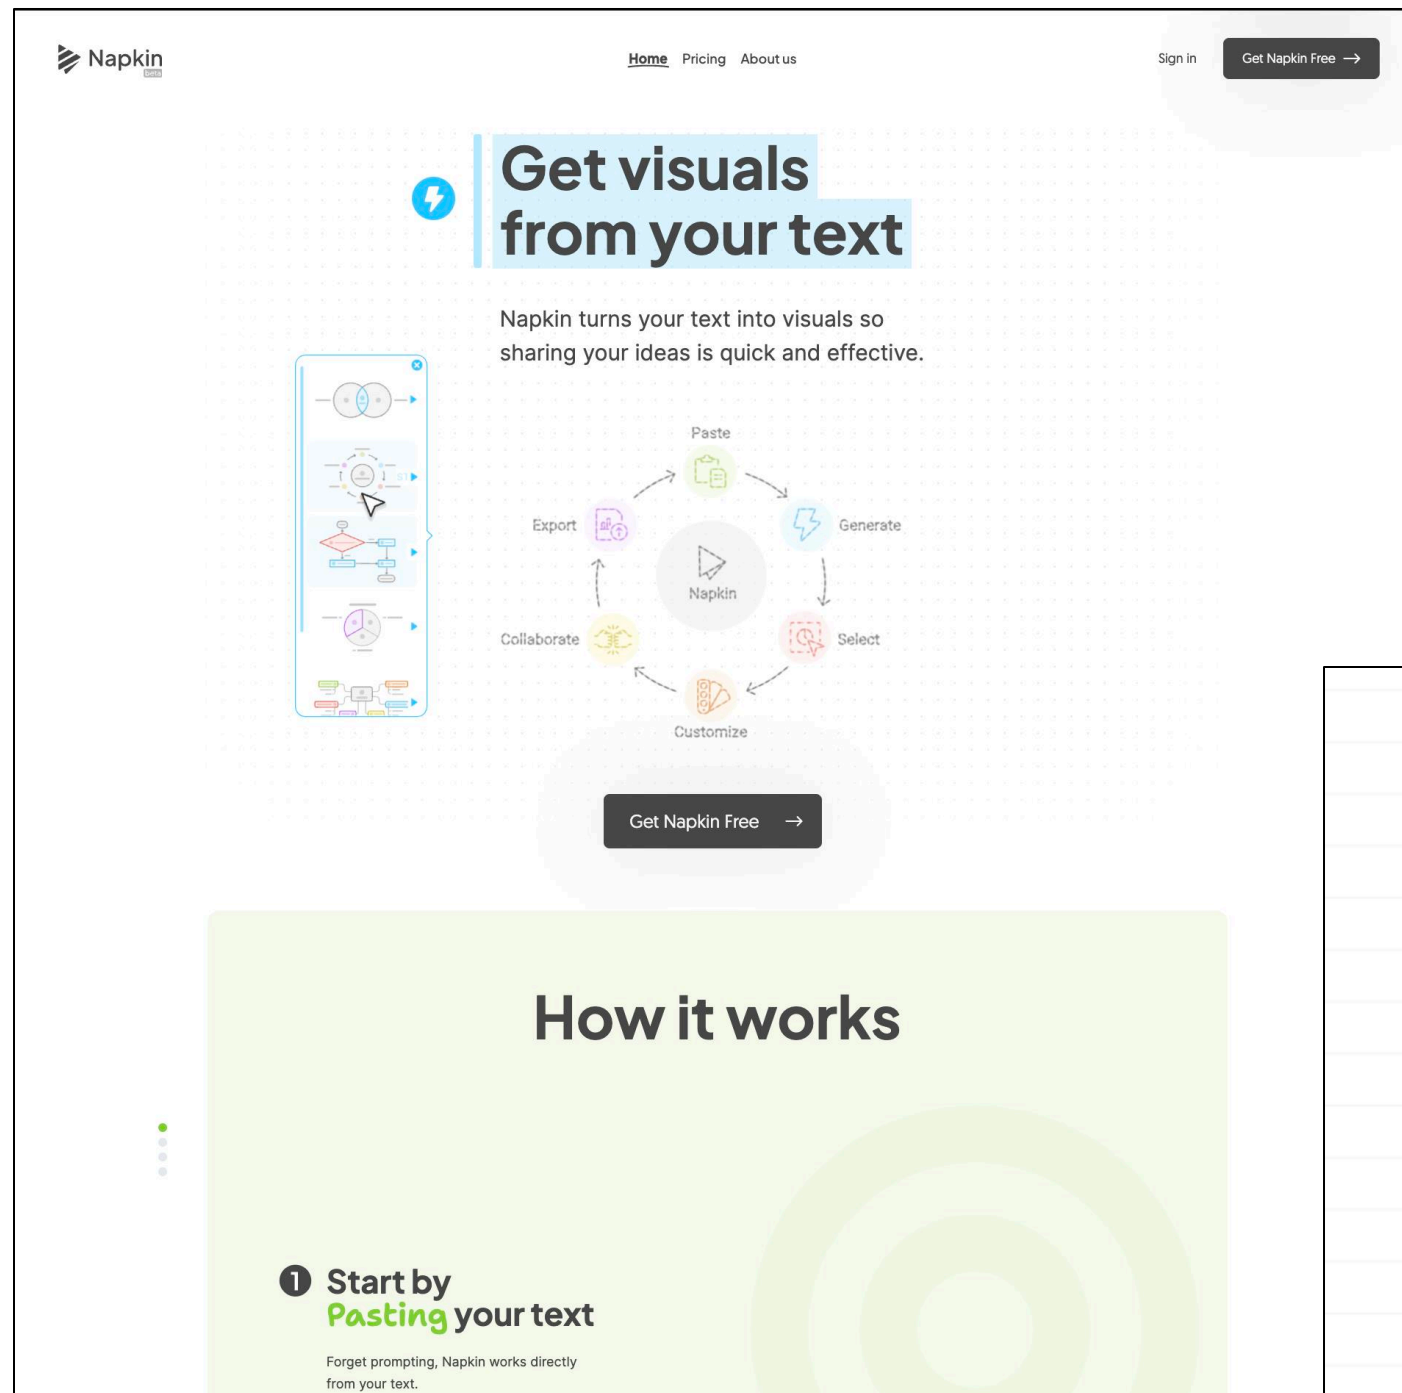 Napkin
beta
Home Pricing About us
Sign in
Get Napkin Free →
Get visuals
from your text
Napkin turns your text into visuals so
sharing your ideas is quick and effective.
Paste
Export
Generate
Napkin
Collaborate
Select
Customize
Get Napkin Free →
How it works
1 Start by
Pasting your text
Forget prompting, Napkin works directly
from your text.